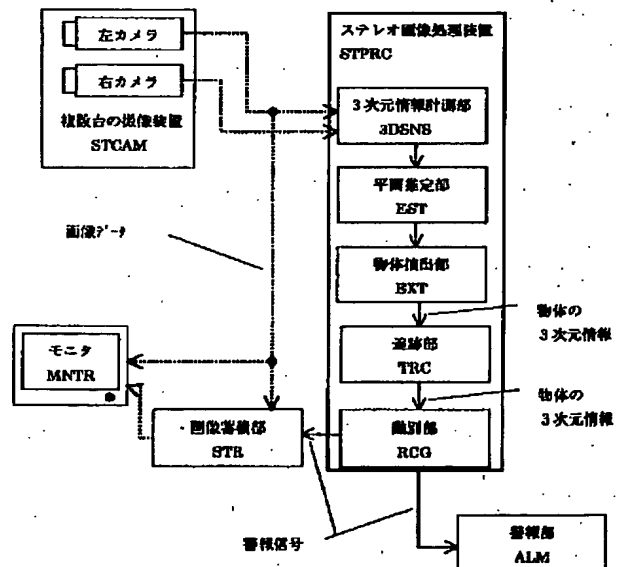 左カメラ
右カメラ
複数台の撮像装置
STCAM
ステレオ画像処理装置
STPRC
3次元情報計測部
3DSNS
平面推定部
EST
物体抽出部
EXT
物体の
3次元情報
追跡部
TRC
物体の
3次元情報
識別部
RCG
画像データ
モニタ
MNTR
画像蓄積部
STR
警報信号
警報部
ALM